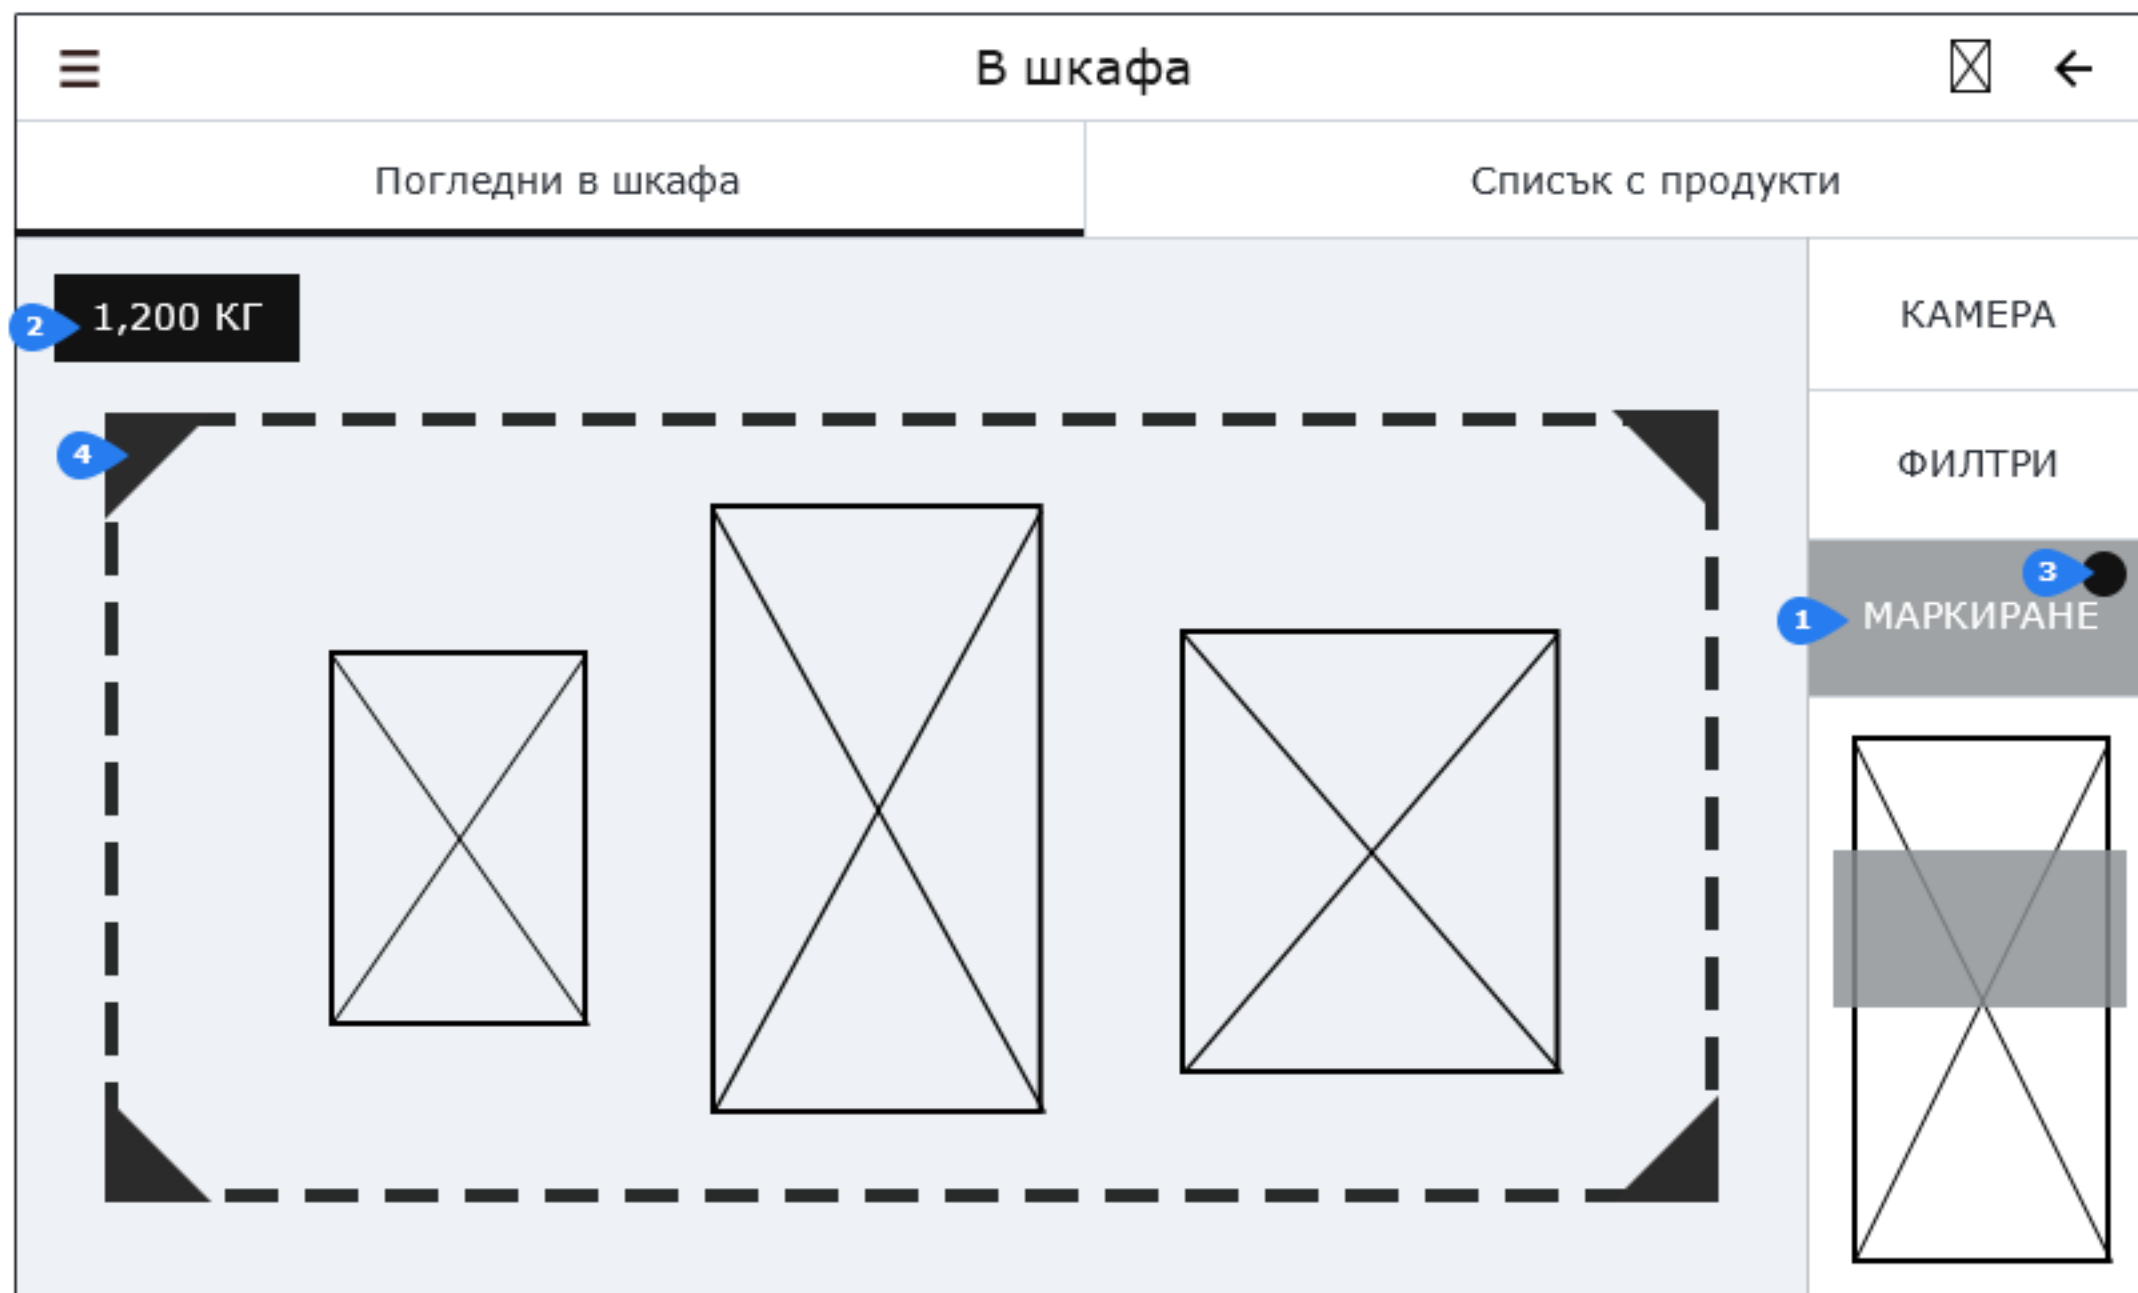 В шкафа
Погледни в шкафа
Списък с продукти
2
1,200 КГ
КАМЕРА
4
ФИЛТРИ
3
1
МАРКИРАНЕ